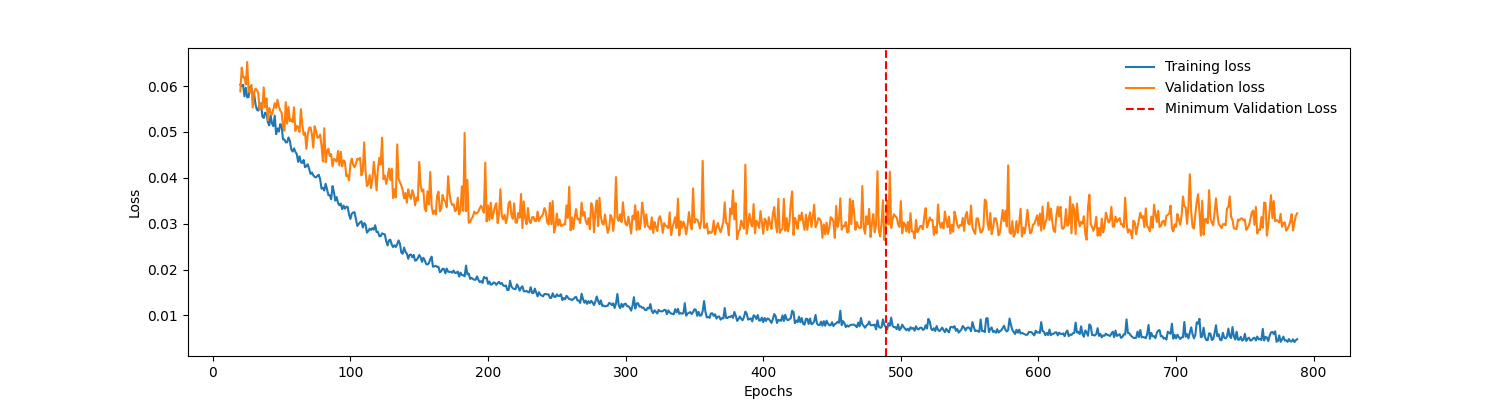 Training loss
Validation loss
Minimum Validation Loss
0.06
0.05
0.04
0.03
0.02
0.01
Loss
0 100 200 300 400 500 600 700 800
Epochs